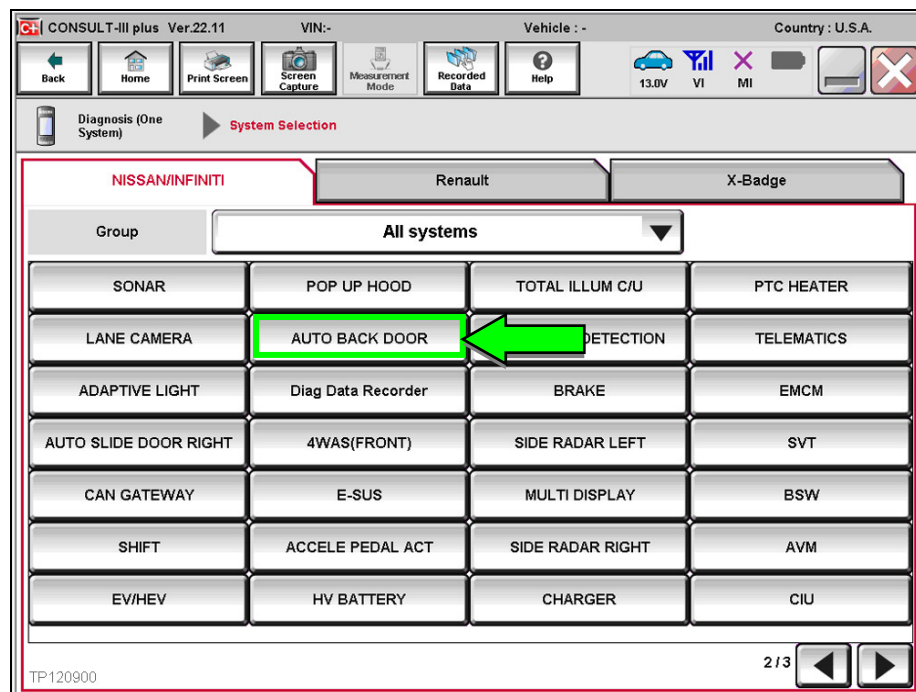 C+ CONSULT-III plus Ver.22.11 VIN:- Vehicle : - Country : U.S.A.
Back Home Print Screen Screen Capture Measurement Mode Recorded Data Help 13.0V VI MI
Diagnosis (One System) System Selection
NISSAN/INFINITI Renault X-Badge
Group All systems
SONAR POP UP HOOD TOTAL ILLUM C/U PTC HEATER
LANE CAMERA AUTO BACK DOOR DETECTION TELEMATICS
ADAPTIVE LIGHT Diag Data Recorder BRAKE EMCM
AUTO SLIDE DOOR RIGHT 4WAS(FRONT) SIDE RADAR LEFT SVT
CAN GATEWAY E-SUS MULTI DISPLAY BSW
SHIFT ACCELE PEDAL ACT SIDE RADAR RIGHT AVM
EV/HEV HV BATTERY CHARGER CIU
2/3
TP120900